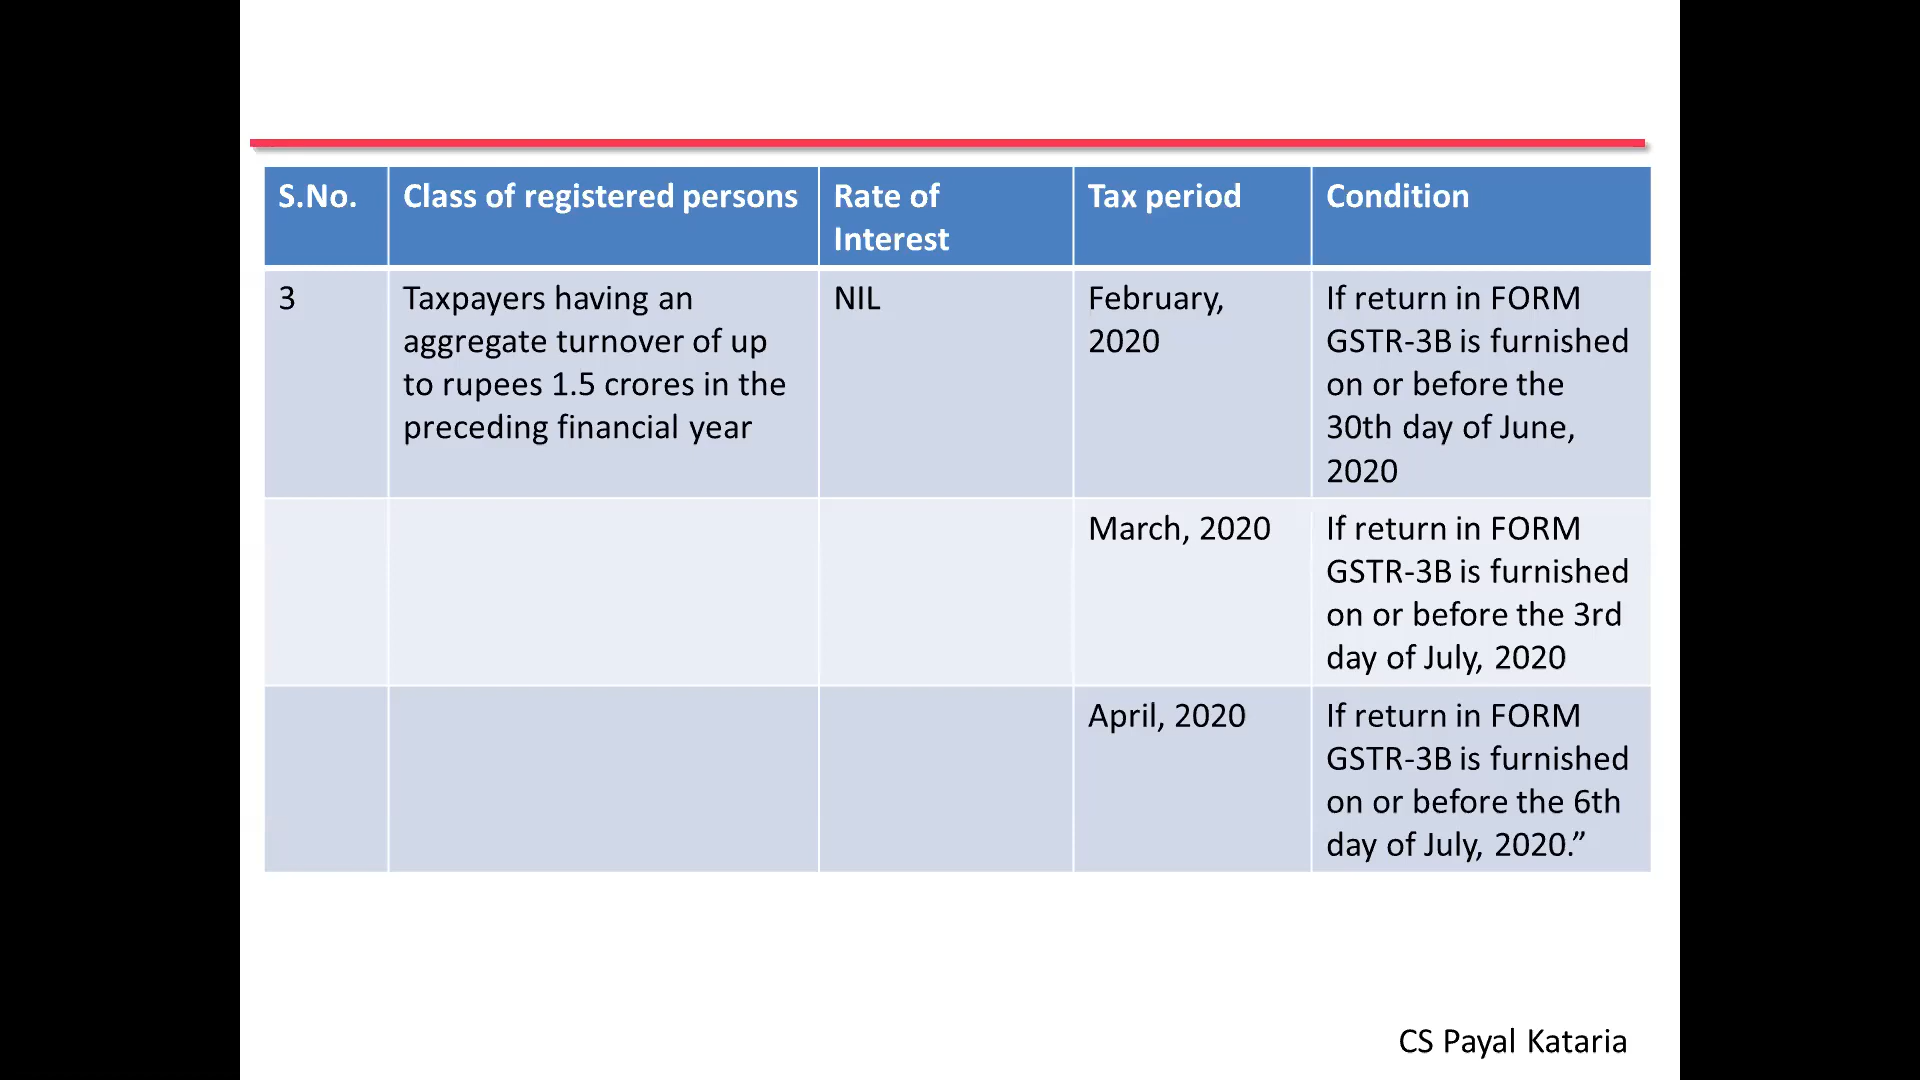 S.No.
Class of registered persons
Rate of
Interest
Tax period
Condition
3
Taxpayers having an
aggregate turnover of up
to rupees 1.5 crores in the
preceding financial year
NIL
February,
2020
If return in FORM
GSTR-3B is furnished
on or before the
30th day of June,
2020
March, 2020
If return in FORM
GSTR-3B is furnished
on or before the 3rd
day of July, 2020
April, 2020
If return in FORM
GSTR-3B is furnished
on or before the 6th
day of July, 2020.”
CS Payal Kataria